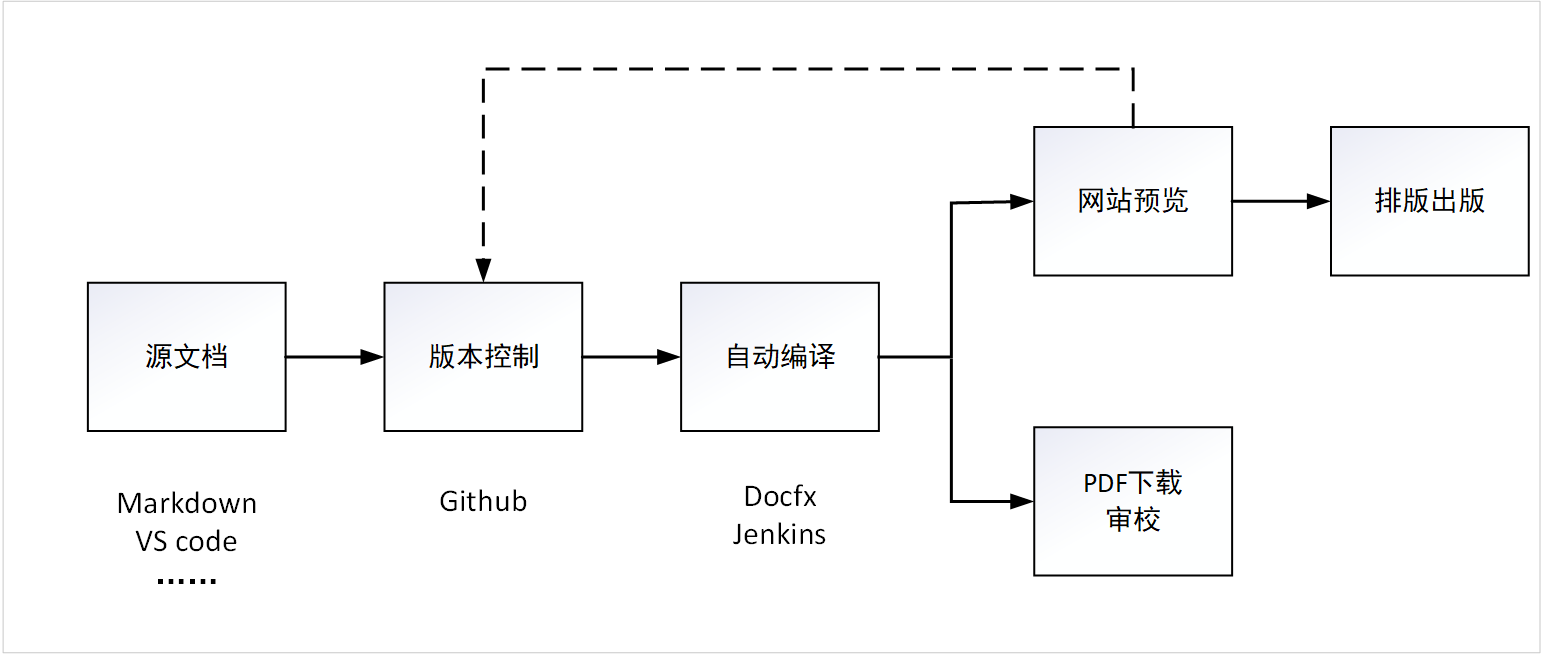 网站预览
排版出版
源文档
版本控制
自动编译
PDF下载
审校
Markdown
VS code
......
Github
Docfx
Jenkins